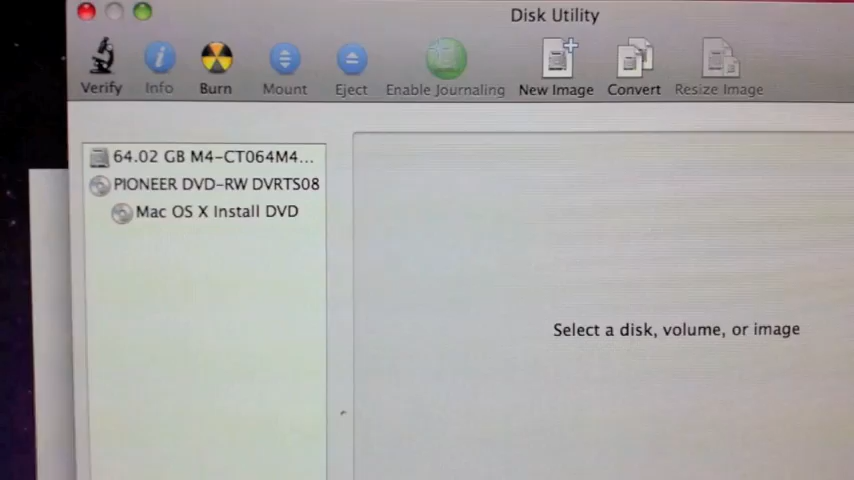 Disk Utility
Verify
Info
Burn
Mount
Eject
Enable Journaling
New Image
Convert
Resize Image
64.02 GB M4-CT064M4...
PIONEER DVD-RW DVRTS08
Mac OS X Install DVD
Select a disk, volume, or image